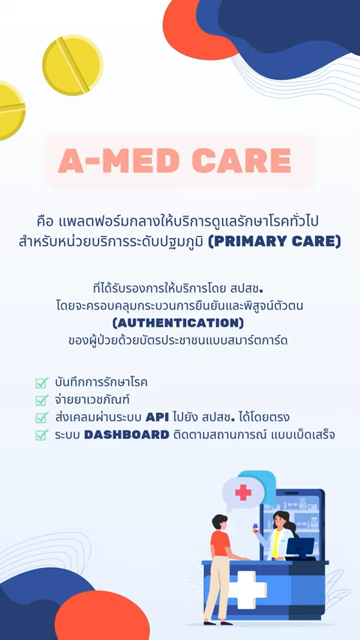 A-MED CARE
คือ แพลตฟอร์มกลางให้บริการดูแลรักษาโรคทั่วไป
สำหรับหน่วยบริการระดับปฐมภูมิ (PRIMARY CARE)
ที่ได้รับรองการให้บริการโดย สปสช.
โดยจะครอบคลุมกระบวนการยืนยันและพิสูจน์ตัวตน
(AUTHENTICATION)
ของผู้ป่วยด้วยบัตรประชาชนแบบสมาร์ตการ์ด
บันทึกการรักษาโรค
จ่ายยาเวชภัณฑ์
ส่งเคลมผ่านระบบ API ไปยัง สปสช. ได้โดยตรง
ระบบ DASHBOARD ติดตามสถานการณ์ แบบเบ็ดเสร็จ